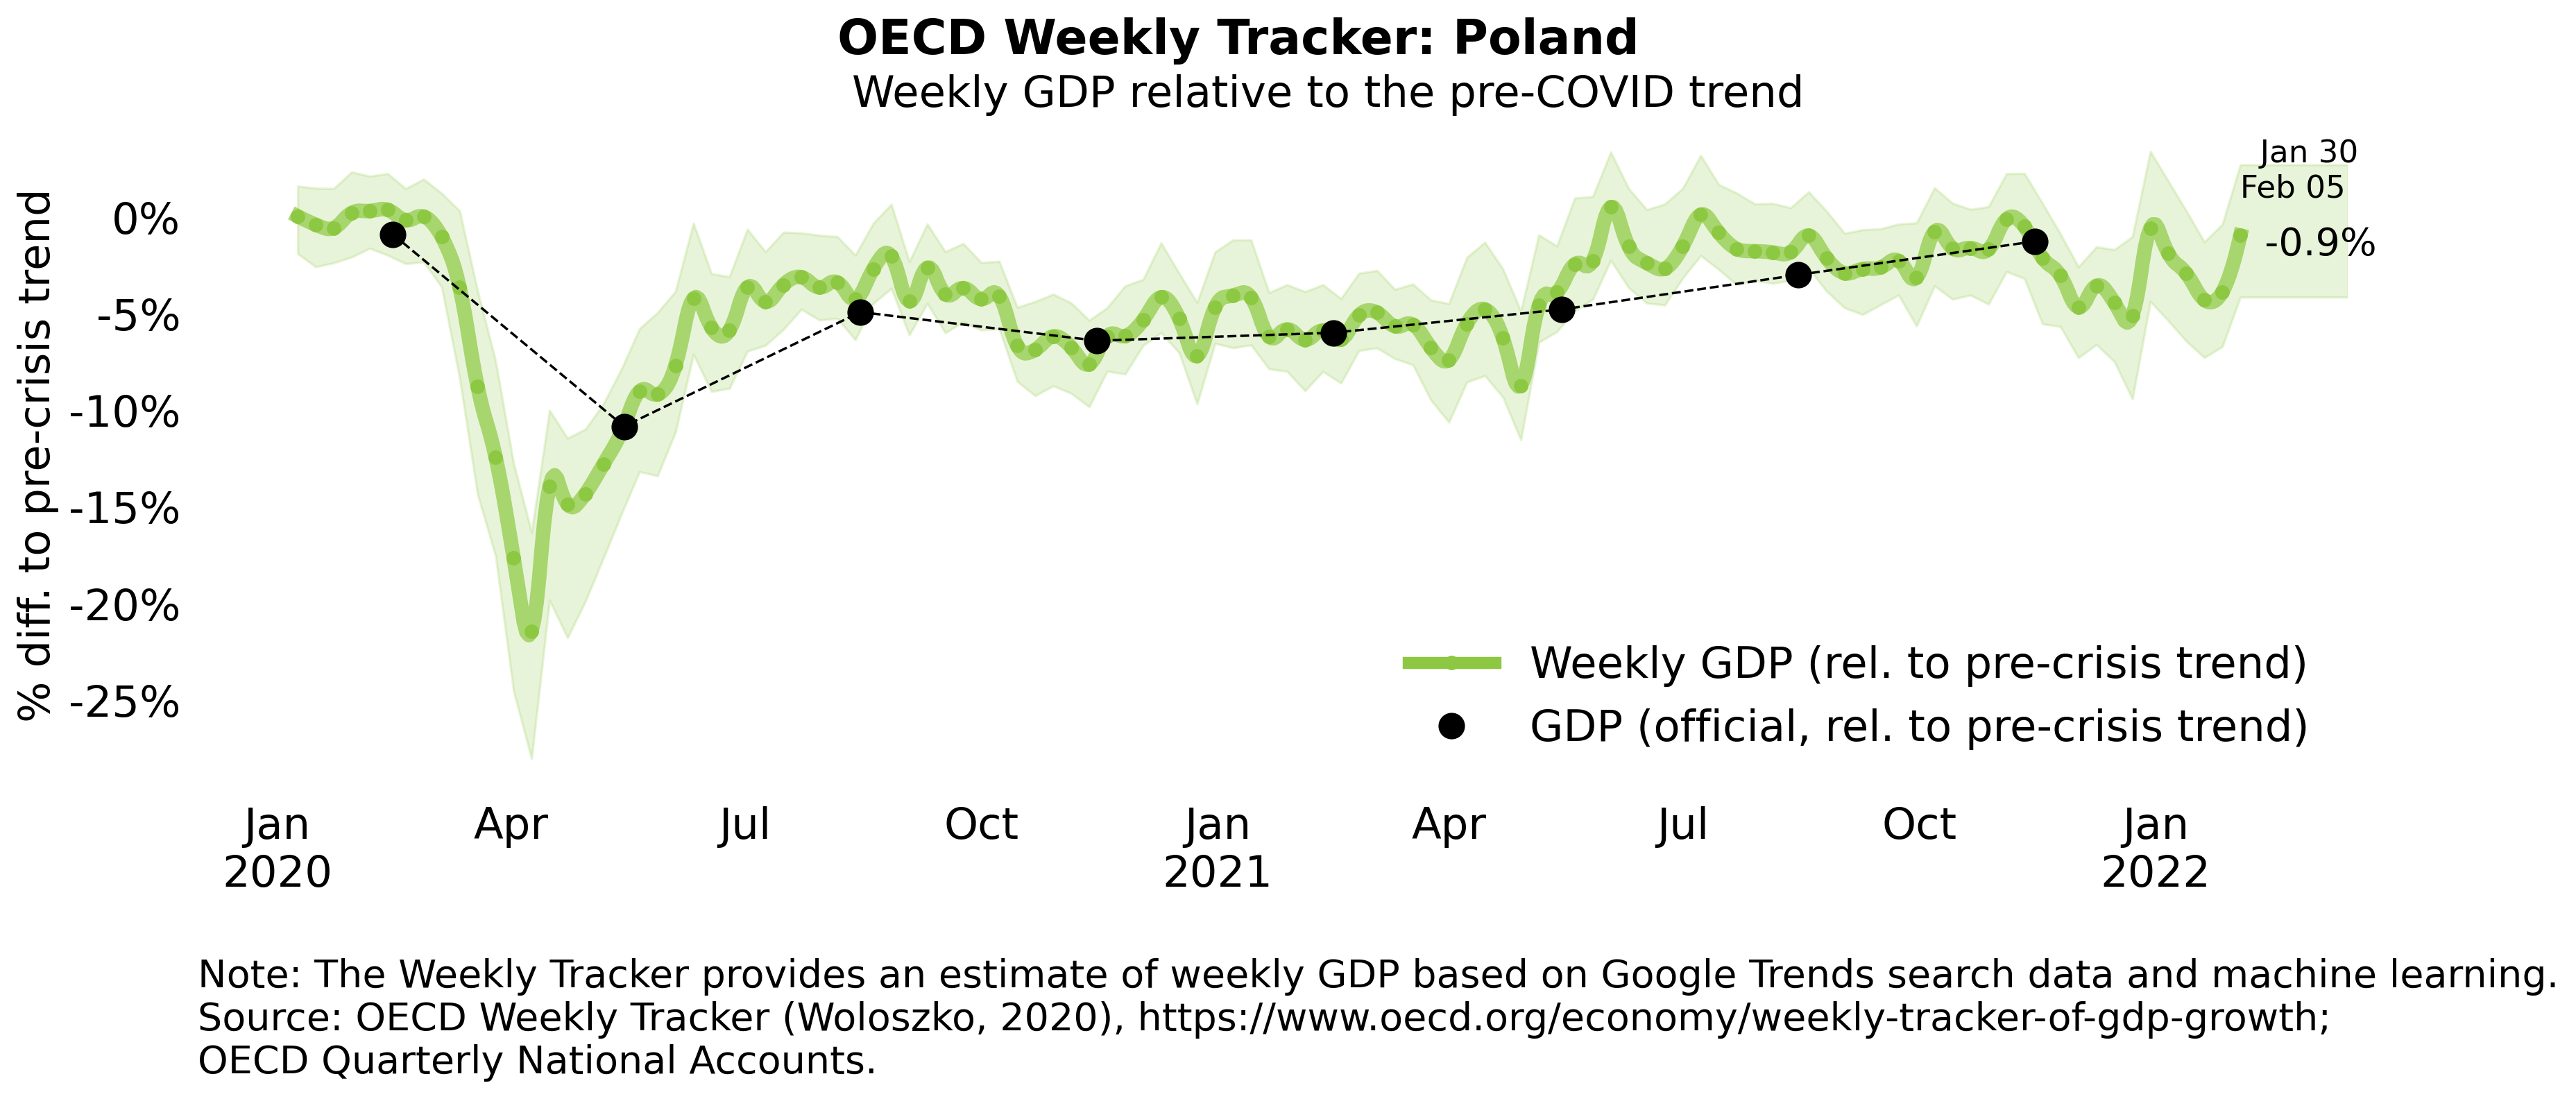 OECD Weekly Tracker: Poland
Weekly GDP relative to the pre-COVID trend
% diff. to pre-crisis trend
0%
-5%
-10%
-15%
-20%
-25%
Jan 30
Feb 05
-0.9%
Weekly GDP (rel. to pre-crisis trend)
GDP (official, rel. to pre-crisis trend)
Jan Apr Jul Oct Jan Apr Jul Oct Jan
2020 2021 2022
Note: The Weekly Tracker provides an estimate of weekly GDP based on Google Trends search data and machine learning.
Source: OECD Weekly Tracker (Woloszko, 2020), https://www.oecd.org/economy/weekly-tracker-of-gdp-growth;
OECD Quarterly National Accounts.